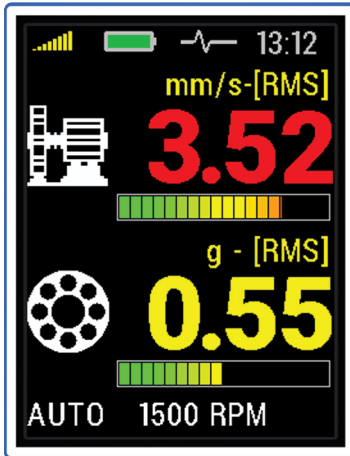 13:12
mm/s-[RMS]
3.52
g - [RMS]
0.55
AUTO 1500 RPM